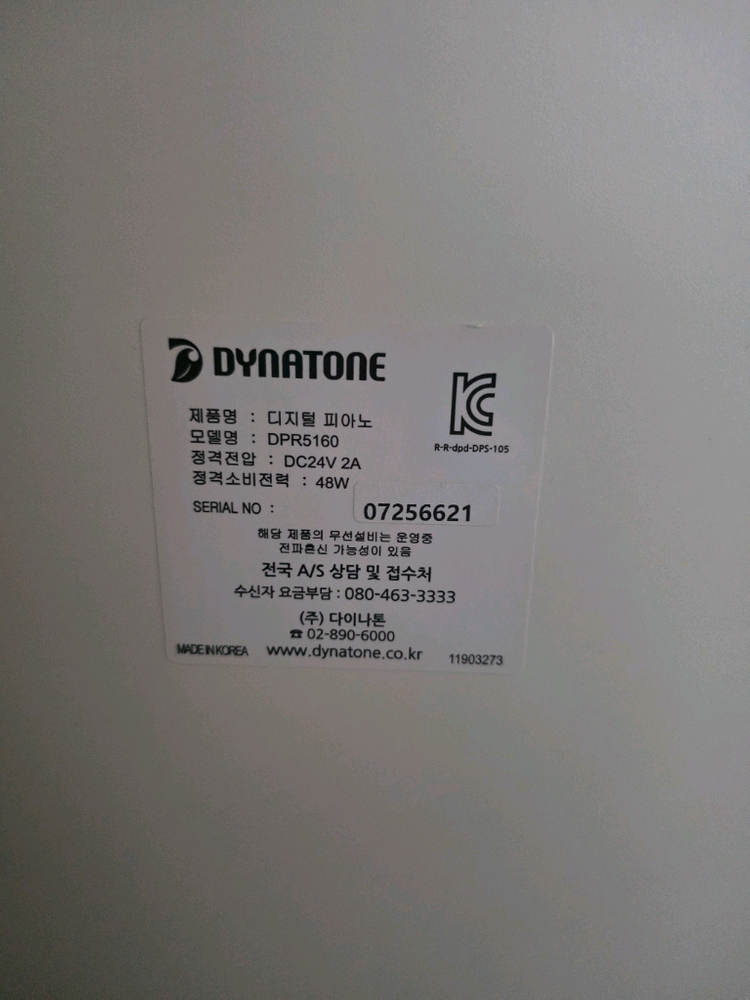 DYNATONE
KC
R-R-dpd-DPS-105
제품명 : 디지털 피아노
모델명 : DPR5160
정격전압 : DC24V 2A
정격소비전력 : 48W
SERIAL NO : 07256621
해당 제품의 무선설비는 운영중
전파혼신 가능성이 있음
전국 A/S 상담 및 접수처
수신자 요금부담 : 080-463-3333
(주) 다이나톤
☎ 02-890-6000
MADE IN KOREA www.dynatone.co.kr 11903273